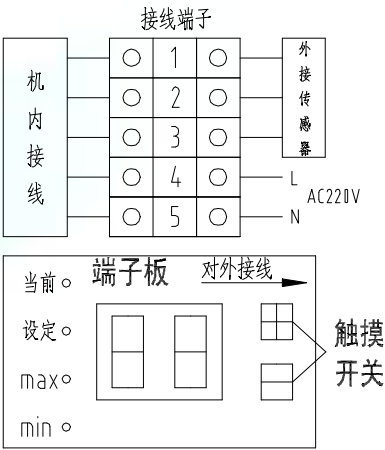 接线端子
机内接线
1
2
3
4
5
外接传感器
L
N
AC220V
端子板
对外接线
当前
设定
max
min
触摸
开关